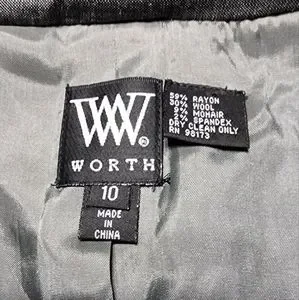 W
®
WORTH
10
MADE
IN
CHINA
59% RAYON
30% WOOL
9% MOHAIR
2% SPANDEX
DRY CLEAN ONLY
RN 98173